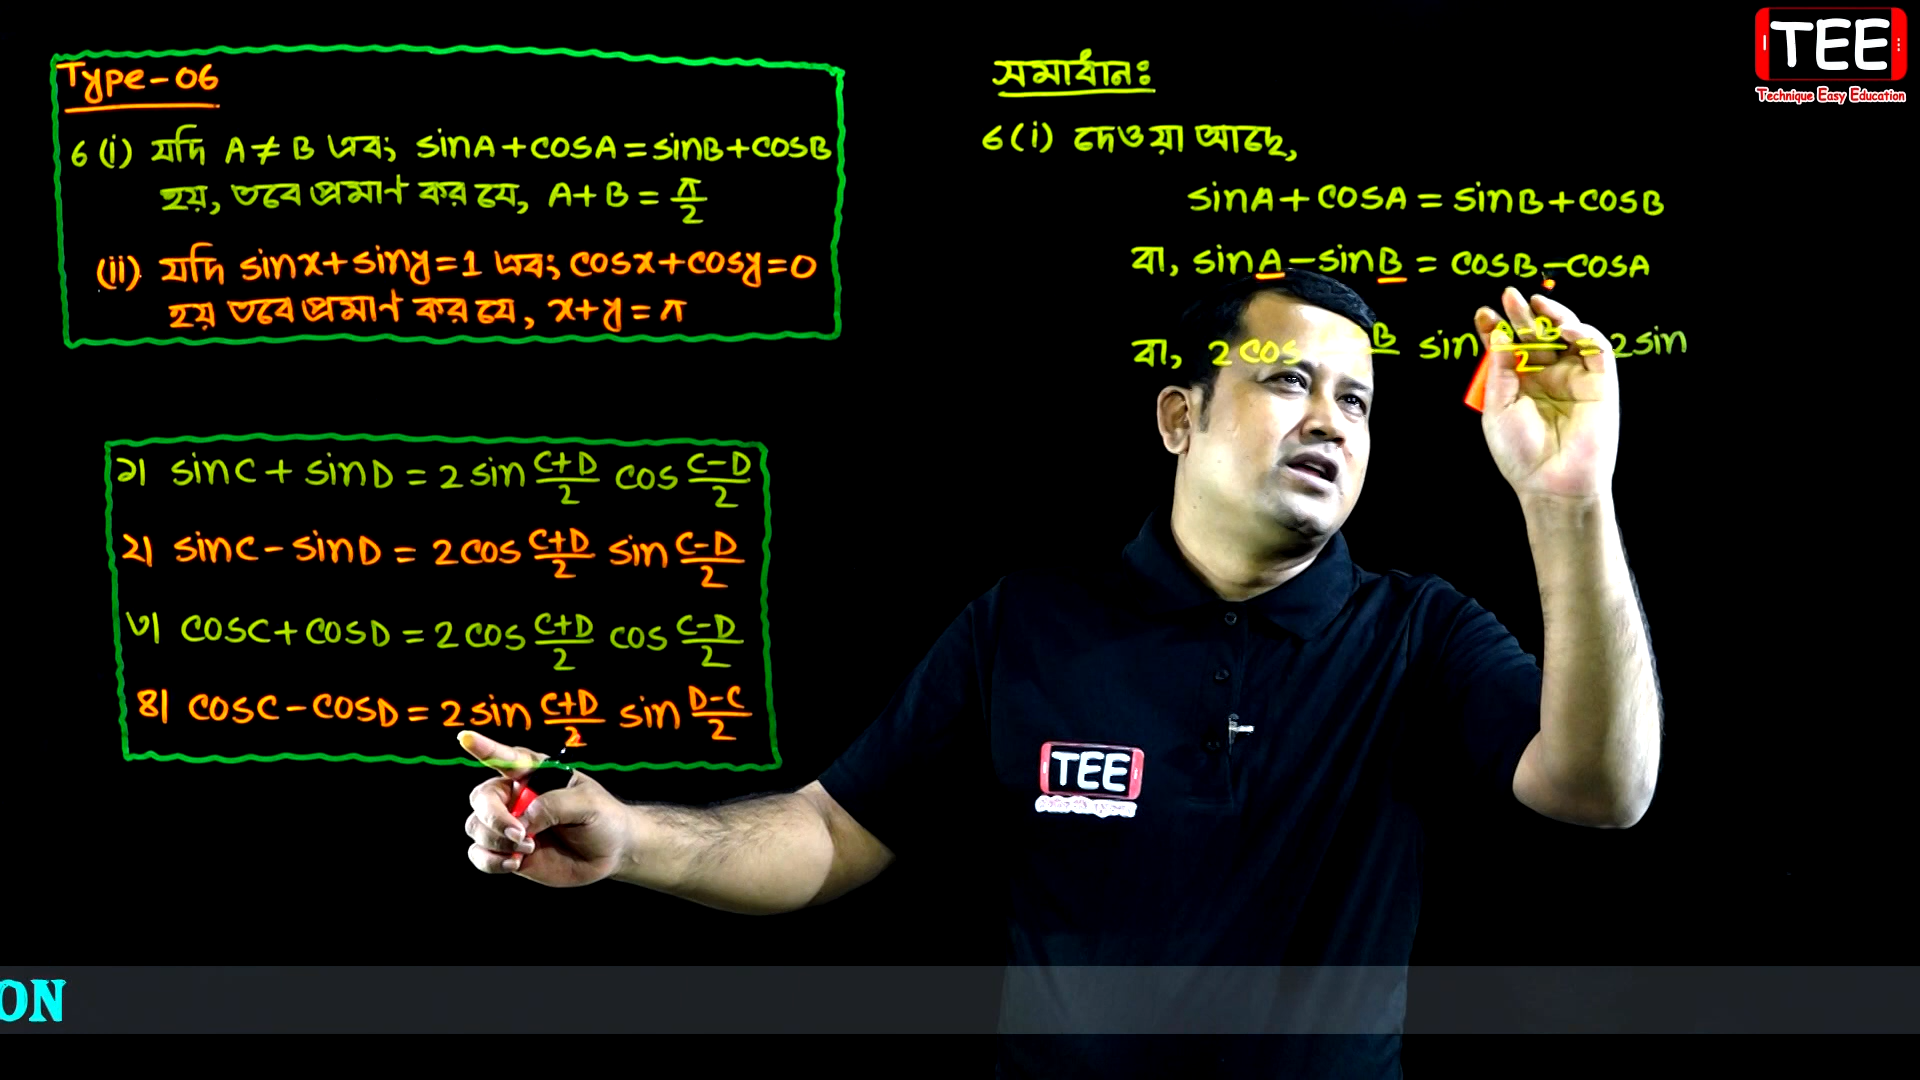 Type-06
6 (i) যদি A ≠ B এবং sinA+cosA=sinB+cosB
হয়, তবে প্রমাণ কর যে, A+B = π/2
(ii) যদি sinx+siny=1 এবং cosx+cosy=0
হয় তবে প্রমাণ কর যে, x+y=π
১। sinC + sinD = 2 sin (C+D)/2 cos (C-D)/2
২। sinC - sinD = 2 cos (C+D)/2 sin (C-D)/2
৩। cosC + cosD = 2 cos (C+D)/2 cos (C-D)/2
৪। cosC - cosD = 2 sin (C+D)/2 sin (D-C)/2
সমাধানঃ
6 (i) দেওয়া আছে,
sinA+cosA = sinB+cosB
বা, sinA - sinB = cosB - cosA
বা, 2 cos B sin (A-B)/2 = 2 sin
TEE
Technique Easy Education
TEE
ON